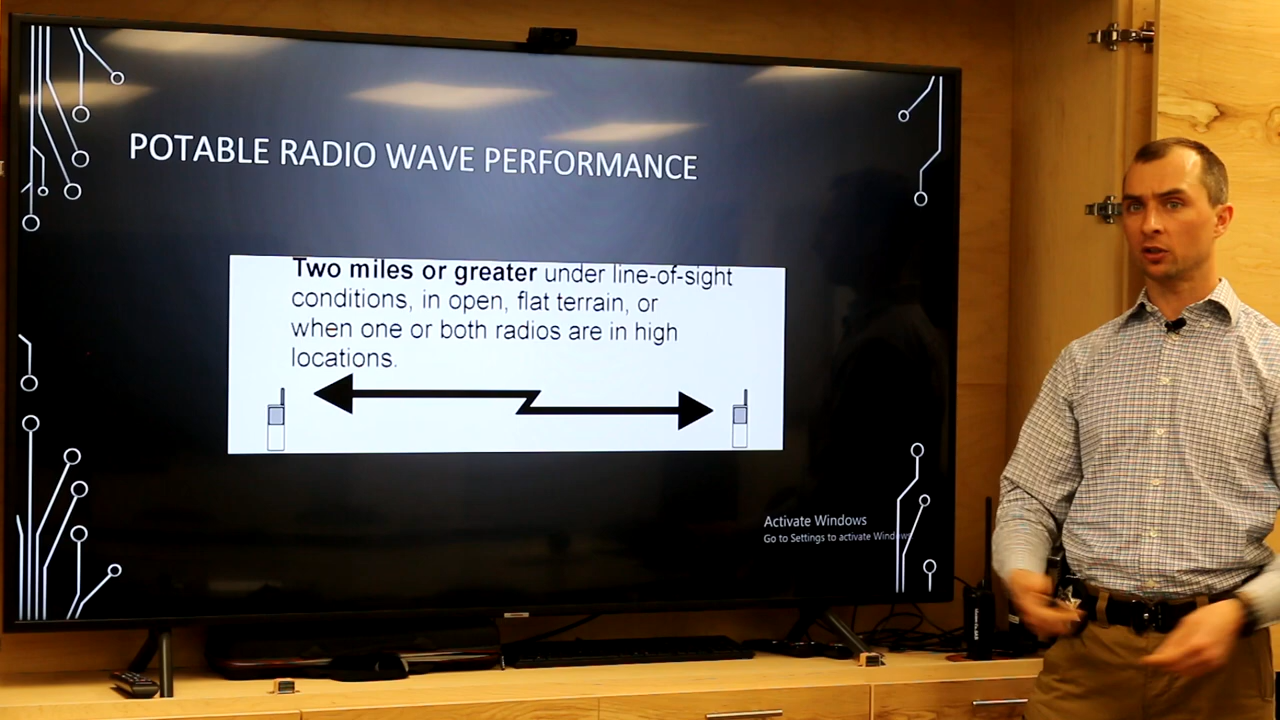 POTABLE RADIO WAVE PERFORMANCE
Two miles or greater under line-of-sight
conditions, in open, flat terrain, or
when one or both radios are in high
locations.
Activate Windows
Go to Settings to activate Windows